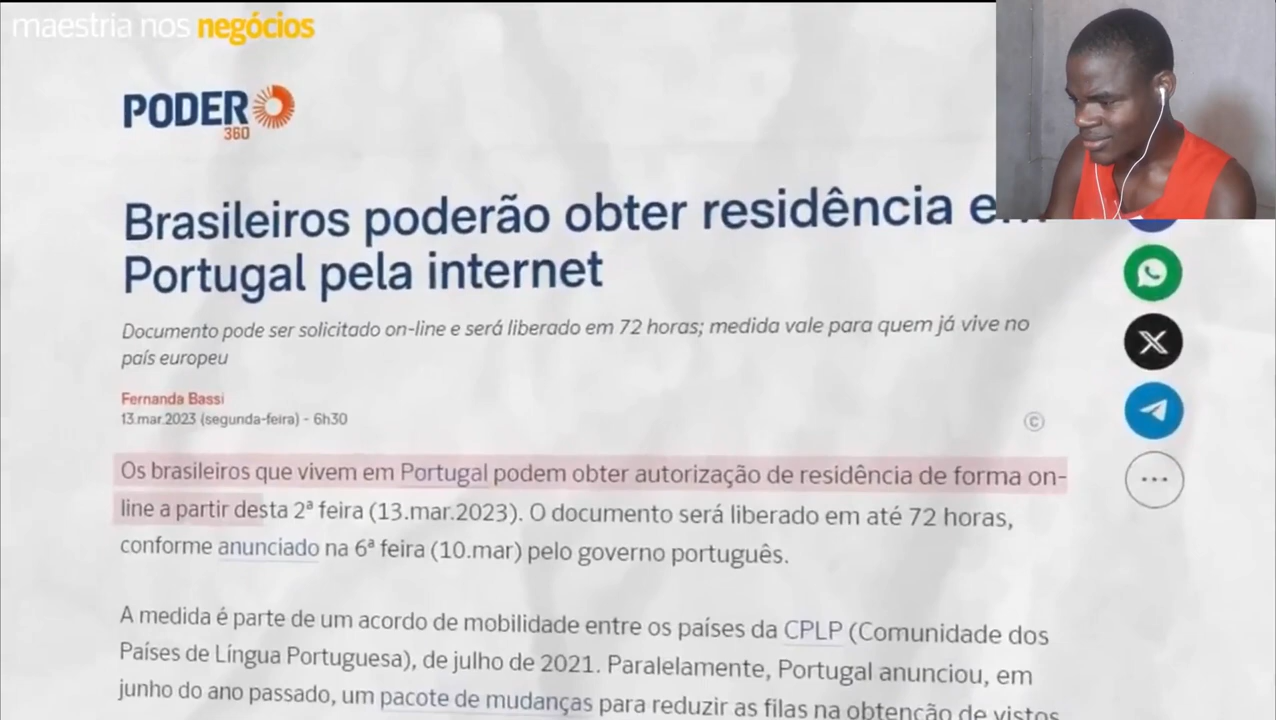 maestria nos negócios
PODER
360
Brasileiros poderão obter residência em
Portugal pela internet
Documento pode ser solicitado on-line e será liberado em 72 horas; medida vale para quem já vive no
país europeu
Fernanda Bassi
13.mar.2023 (segunda-feira) - 6h30
©
Os brasileiros que vivem em Portugal podem obter autorização de residência de forma on-
line a partir desta 2ª feira (13.mar.2023). O documento será liberado em até 72 horas,
conforme anunciado na 6ª feira (10.mar) pelo governo português.
A medida é parte de um acordo de mobilidade entre os países da CPLP (Comunidade dos
Países de Língua Portuguesa), de julho de 2021. Paralelamente, Portugal anunciou, em
junho do ano passado, um pacote de mudanças para reduzir as filas na obtenção de vistos